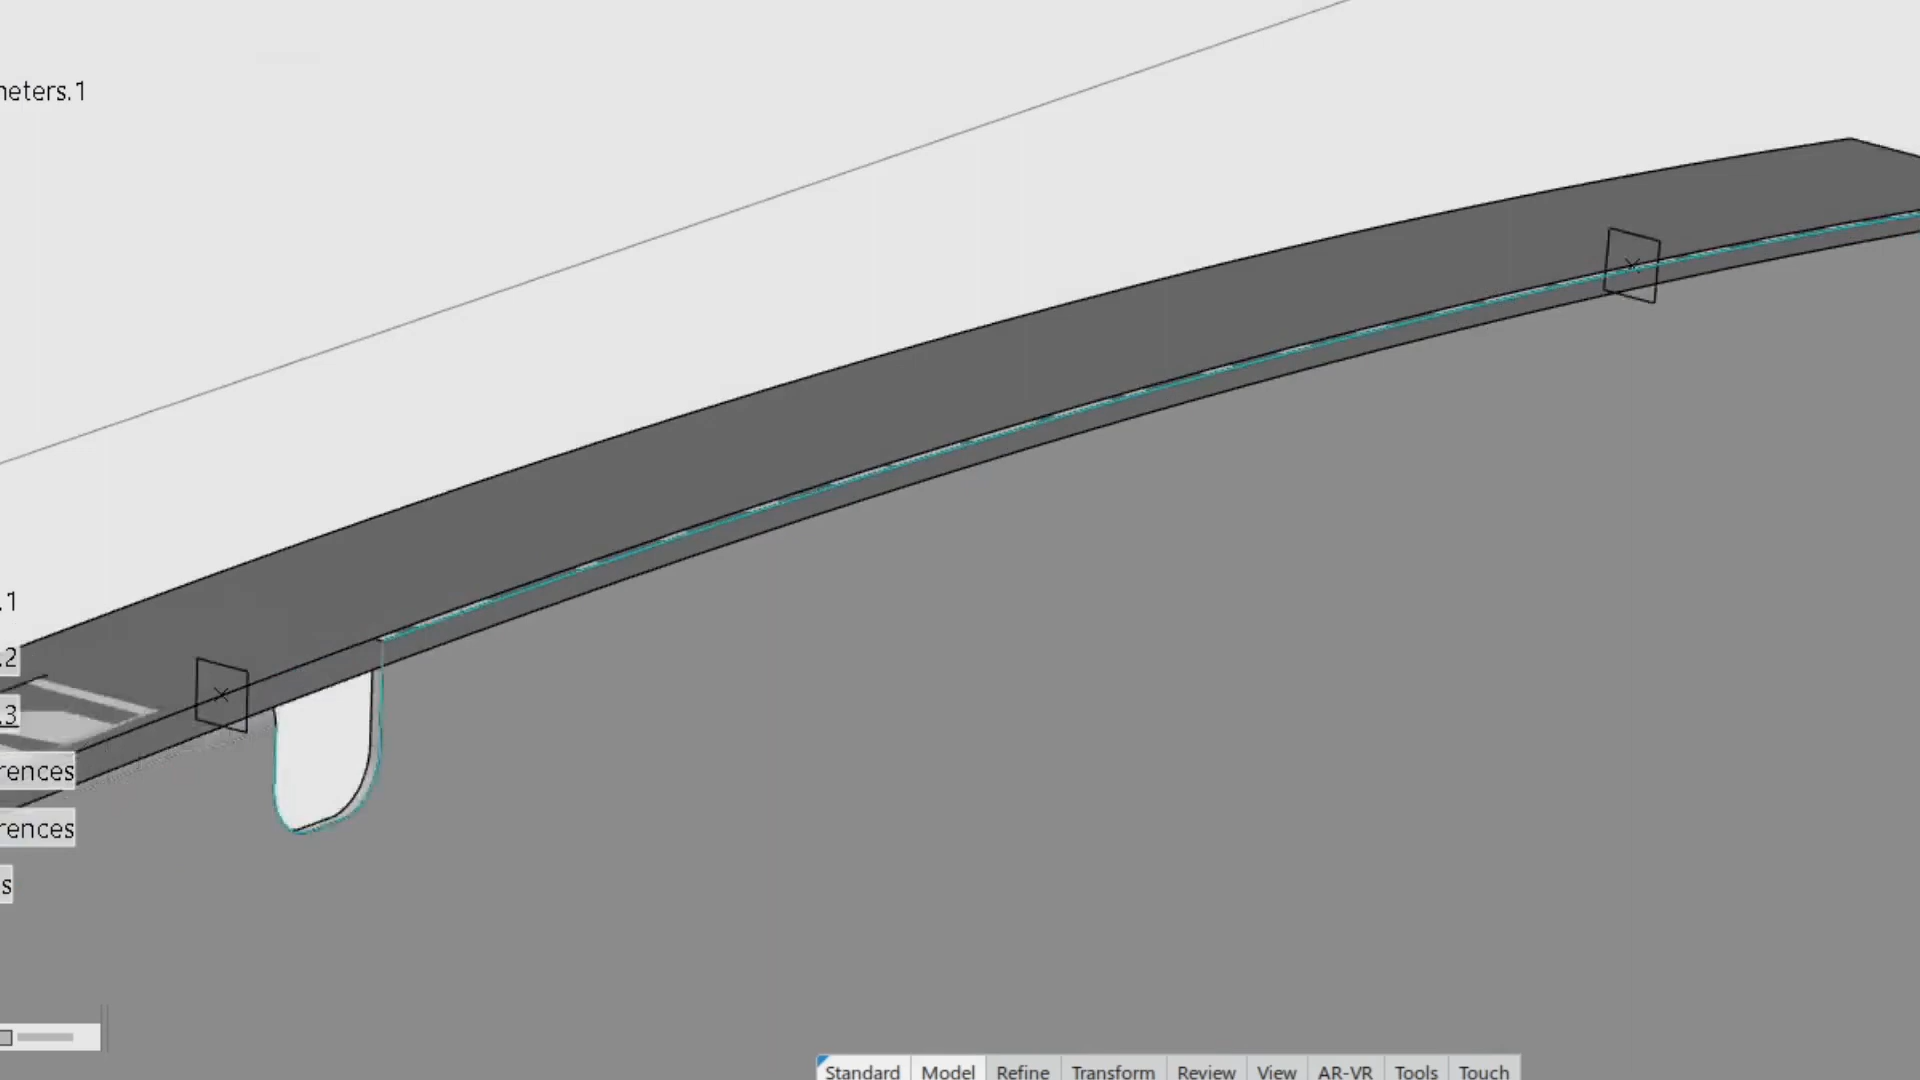 neters.1
.1
.2
.3
rences
rences
s
Standard Model Refine Transform Review View AR-VR Tools Touch